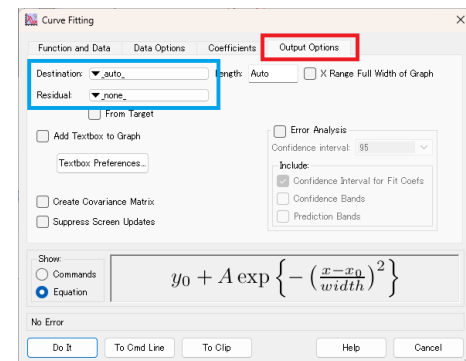 Curve Fitting
Function and Data Data Options Coefficients Output Options
Destination: _auto_ Length: Auto X Range Full Width of Graph
Residual: _none_
From Target
Add Textbox to Graph
Error Analysis
Confidence interval: 95
Textbox Preferences...
Include:
Confidence Interval for Fit Coefs
Confidence Bands
Prediction Bands
Create Covariance Matrix
Suppress Screen Updates
Show:
Commands
Equation
y₀ + A exp { − ( (x−x₀)/width )² }
No Error
Do It To Cmd Line To Clip Help Cancel